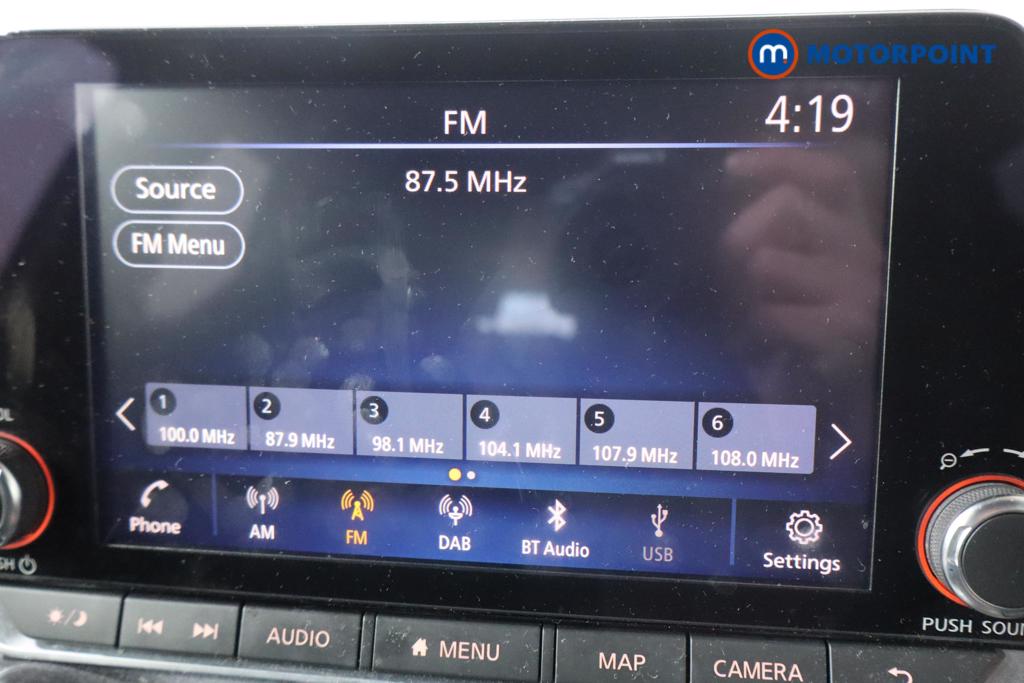 m MOTORPOINT
FM
4:19
Source
87.5 MHz
FM Menu
1 2 3 4 5 6
100.0 MHz 87.9 MHz 98.1 MHz 104.1 MHz 107.9 MHz 108.0 MHz
Phone AM FM DAB BT Audio USB Settings
PUSH SOUN
AUDIO MENU MAP CAMERA